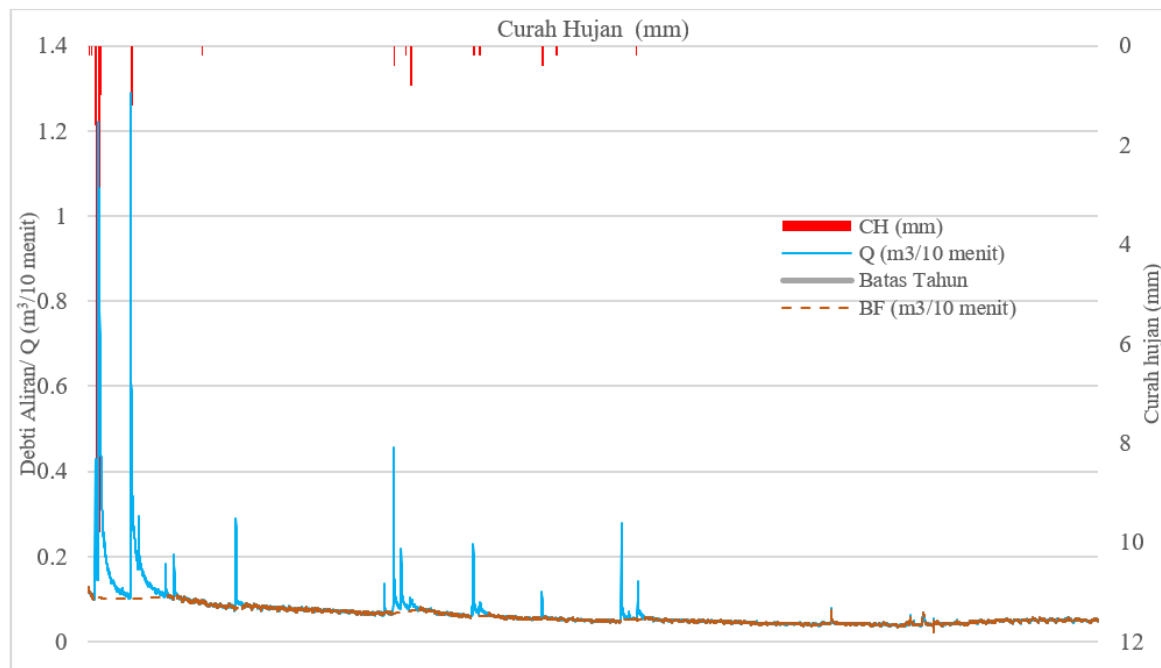 Curah Hujan (mm)
1.4
1.2
1
0.8
0.6
0.4
0.2
0
Debti Aliran/ Q (m³/10 menit)
CH (mm)
Q (m3/10 menit)
Batas Tahun
BF (m3/10 menit)
0
2
4
6
8
10
12
Curah hujan (mm)